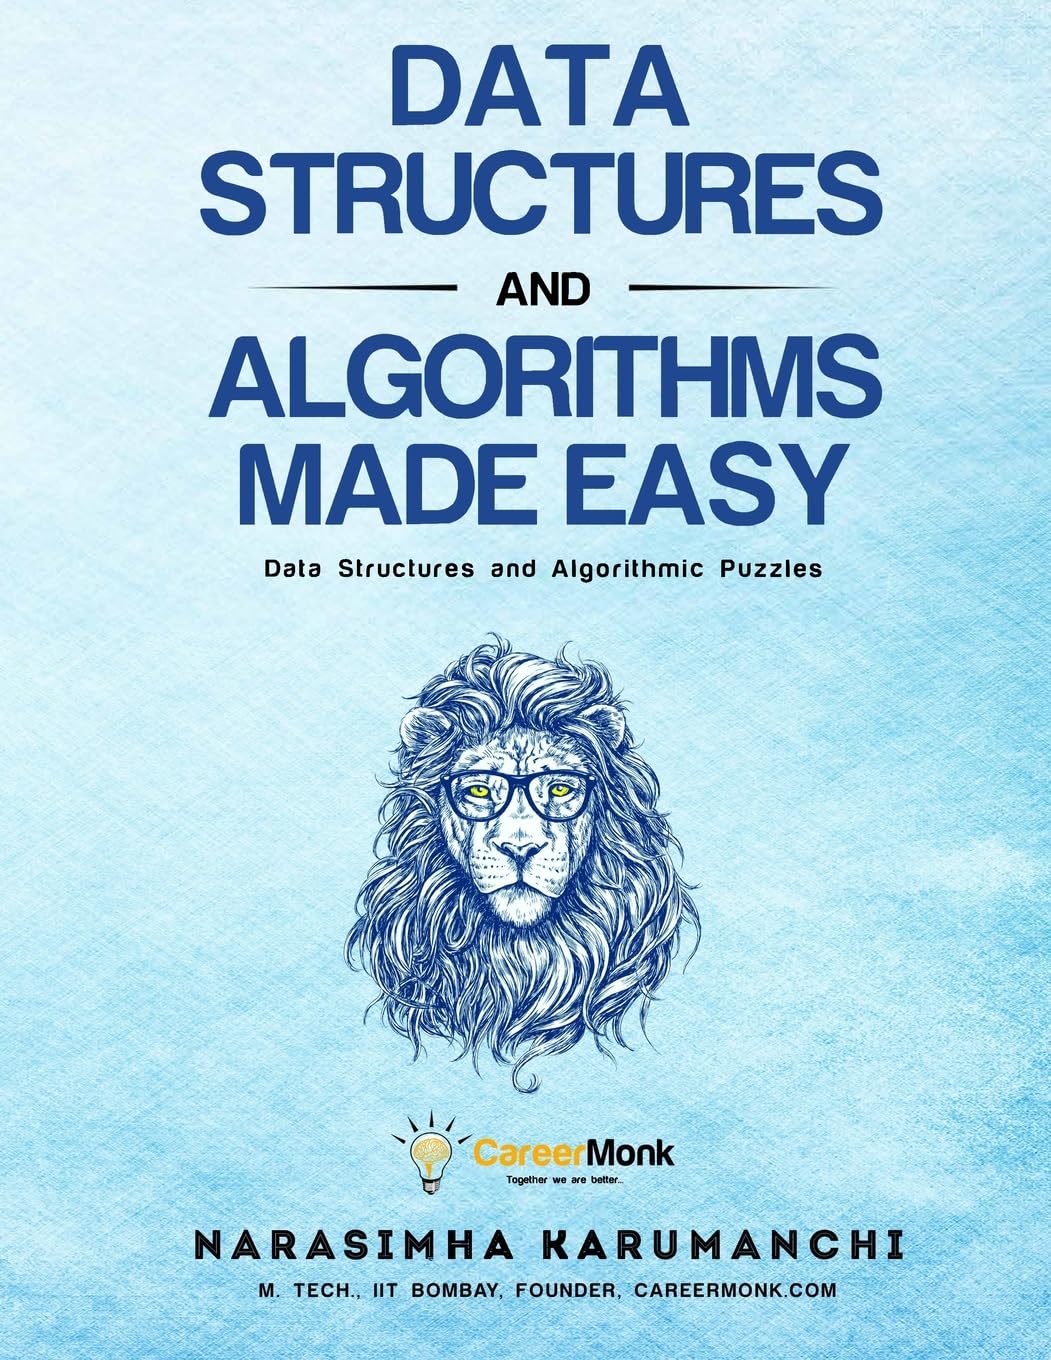 DATA
STRUCTURES
AND
ALGORITHMS
MADE EASY
Data Structures and Algorithmic Puzzles
CareerMonk
Together we are better...
NARASIMHA KARUMANCHI
M. TECH., IIT BOMBAY, FOUNDER, CAREERMONK.COM